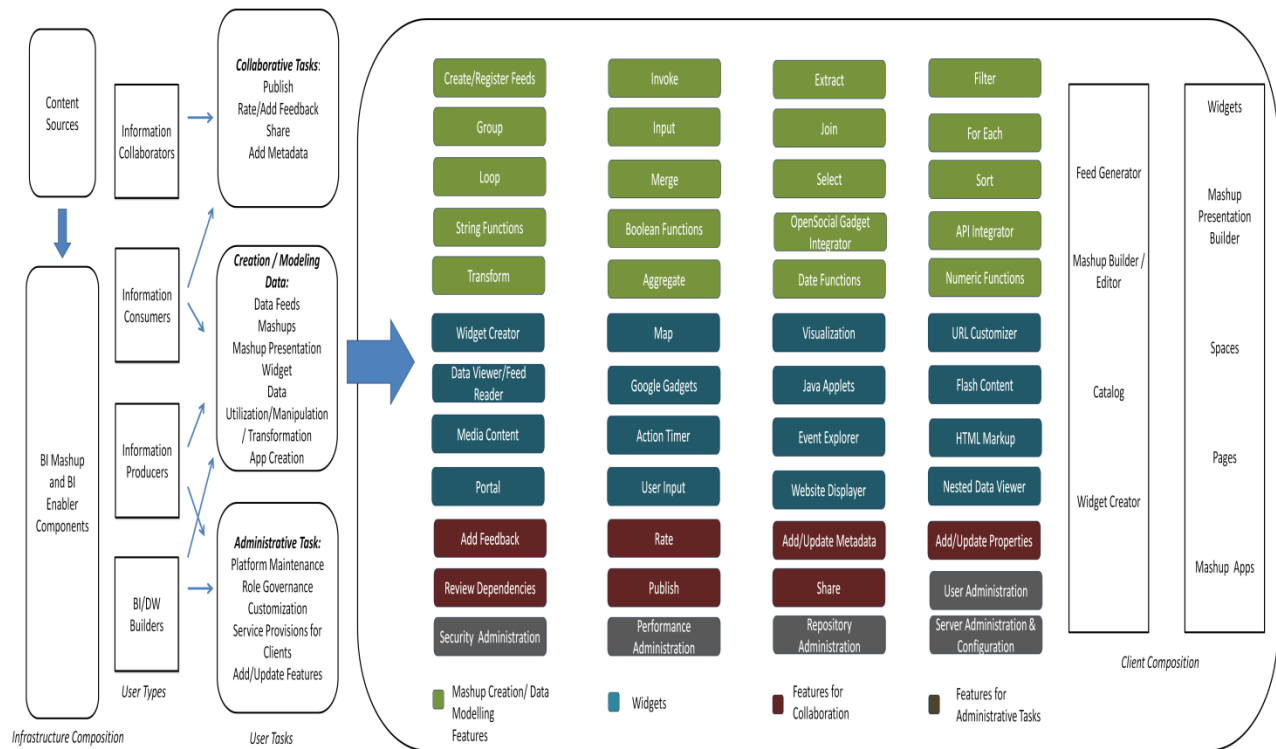 Content
Sources
BI Mashup
and BI
Enabler
Components
Infrastructure Composition
Information
Collaborators
Information
Consumers
Information
Producers
BI/DW
Builders
User Types
Collaborative Tasks:
Publish
Rate/Add Feedback
Share
Add Metadata
Creation / Modeling
Data:
Data Feeds
Mashups
Mashup Presentation
Widget
Data
Utilization/Manipulation
/ Transformation
App Creation
Administrative Task:
Platform Maintenance
Role Governance
Customization
Service Provisions for
Clients
Add/Update Features
User Tasks
Create/Register Feeds
Invoke
Extract
Filter
Group
Input
Join
For Each
Loop
Merge
Select
Sort
String Functions
Boolean Functions
OpenSocial Gadget
Integrator
API Integrator
Transform
Aggregate
Date Functions
Numeric Functions
Widget Creator
Map
Visualization
URL Customizer
Data Viewer/Feed
Reader
Google Gadgets
Java Applets
Flash Content
Media Content
Action Timer
Event Explorer
HTML Markup
Portal
User Input
Website Displayer
Nested Data Viewer
Add Feedback
Rate
Add/Update Metadata
Add/Update Properties
Review Dependencies
Publish
Share
User Administration
Security Administration
Performance
Administration
Repository
Administration
Server Administration &
Configuration
Mashup Creation/ Data
Modelling
Features
Widgets
Features for
Collaboration
Features for
Administrative Tasks
Feed Generator
Mashup Builder /
Editor
Catalog
Widget Creator
Widgets
Mashup
Presentation
Builder
Spaces
Pages
Mashup Apps
Client Composition